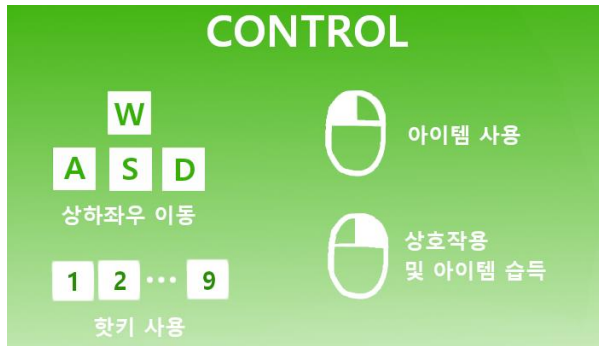 CONTROL
W
A S D
상하좌우 이동
1 2 ··· 9
핫키 사용
아이템 사용
상호작용
및 아이템 습득